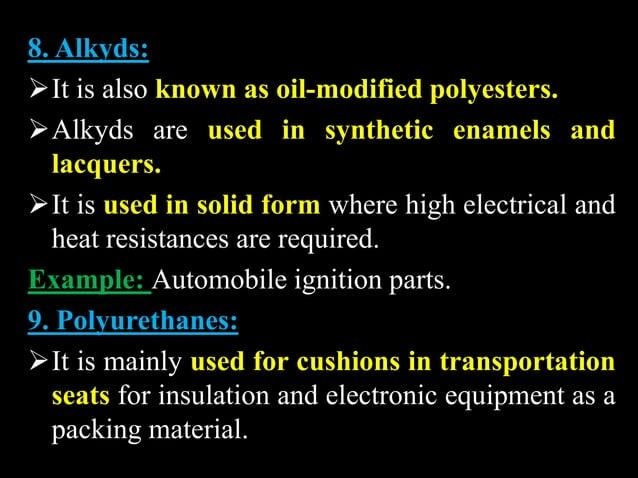 8. Alkyds:
➢It is also known as oil-modified polyesters.
➢Alkyds are used in synthetic enamels and
lacquers.
➢It is used in solid form where high electrical and
heat resistances are required.
Example: Automobile ignition parts.
9. Polyurethanes:
➢It is mainly used for cushions in transportation
seats for insulation and electronic equipment as a
packing material.